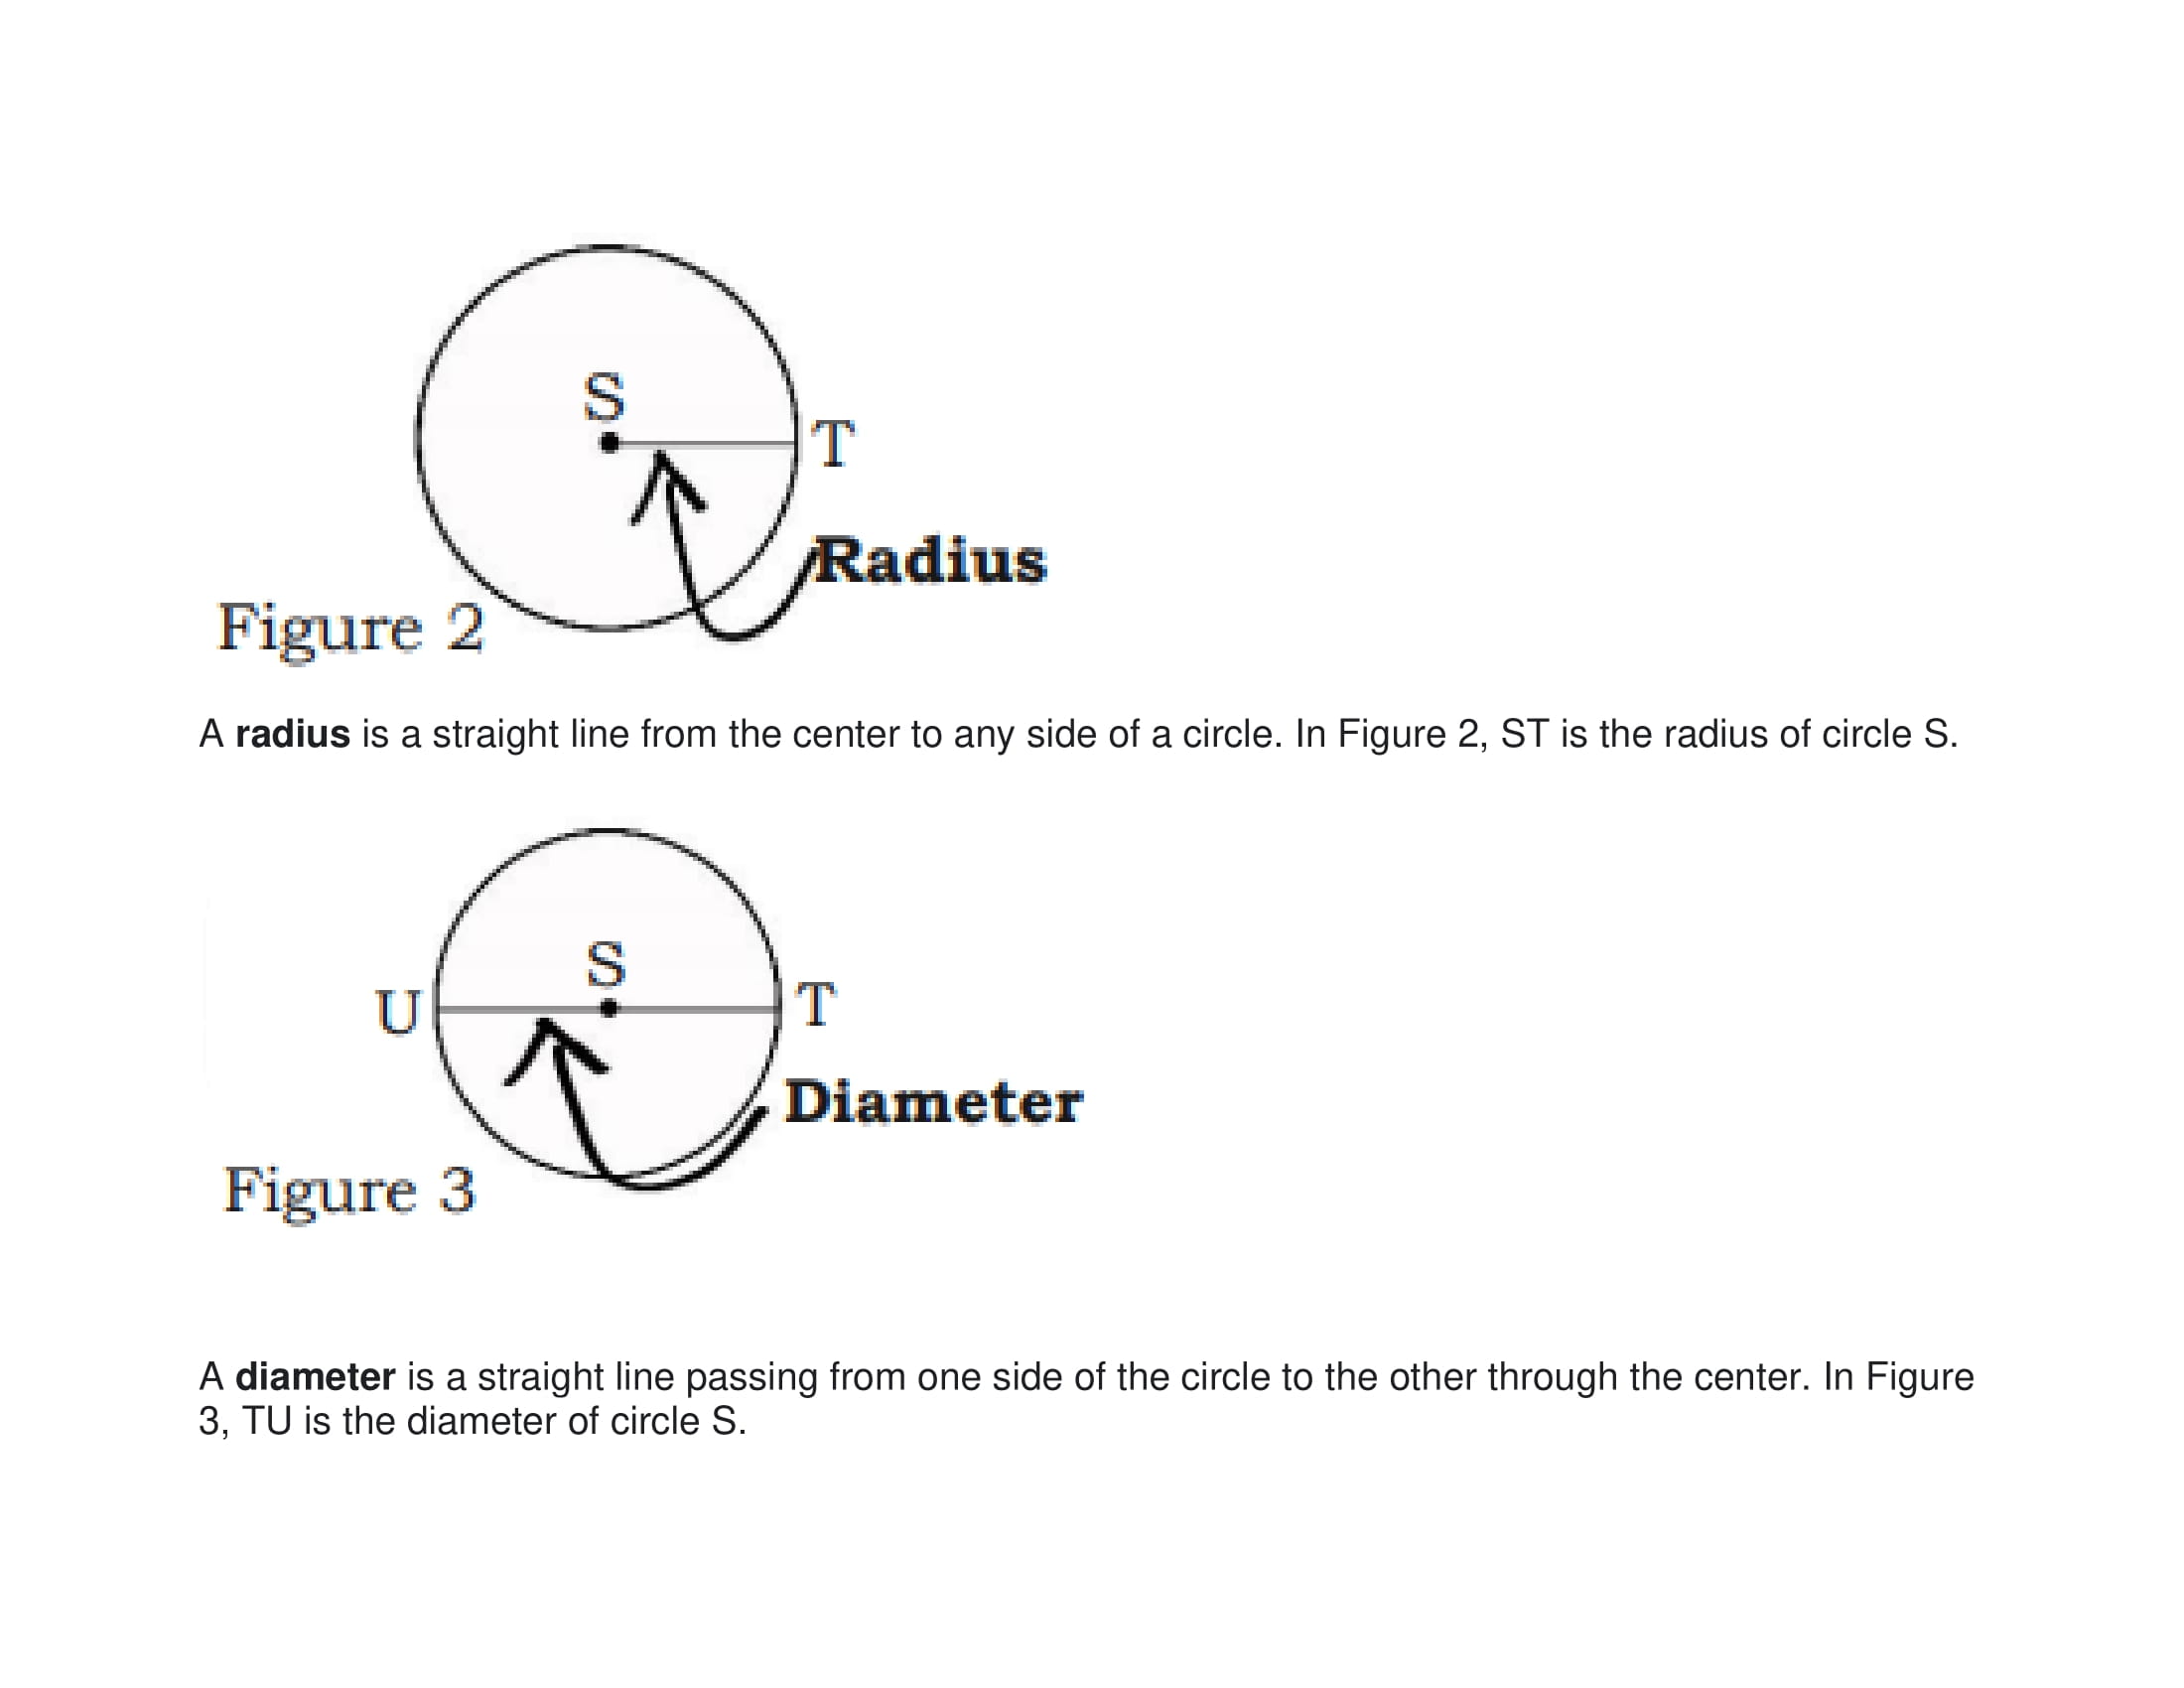 S
T
Radius
Figure 2
A radius is a straight line from the center to any side of a circle. In Figure 2, ST is the radius of circle S.
S
U
T
Diameter
Figure 3
A diameter is a straight line passing from one side of the circle to the other through the center. In Figure
3, TU is the diameter of circle S.